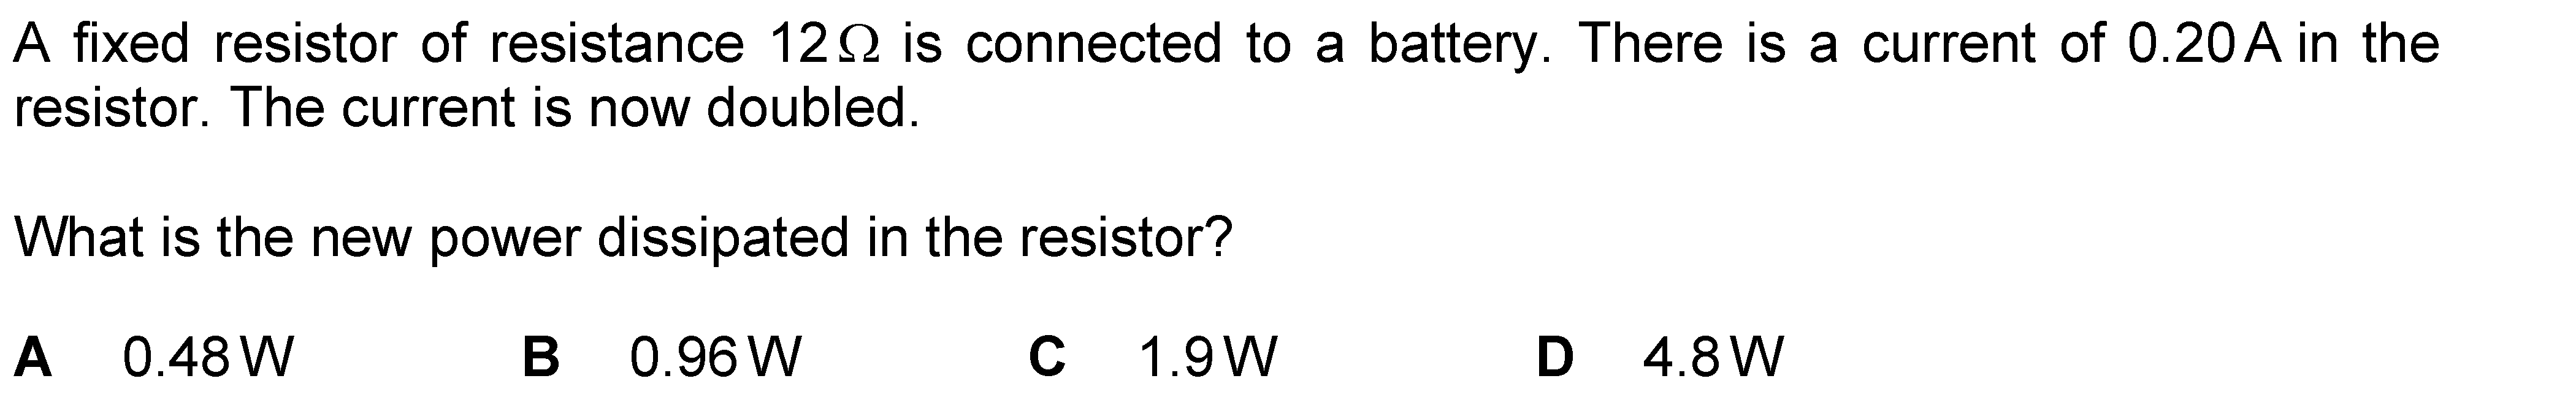 A fixed resistor of resistance 12 Ω is connected to a battery. There is a current of 0.20 A in the
resistor. The current is now doubled.
What is the new power dissipated in the resistor?
A 0.48 W B 0.96 W C 1.9 W D 4.8 W